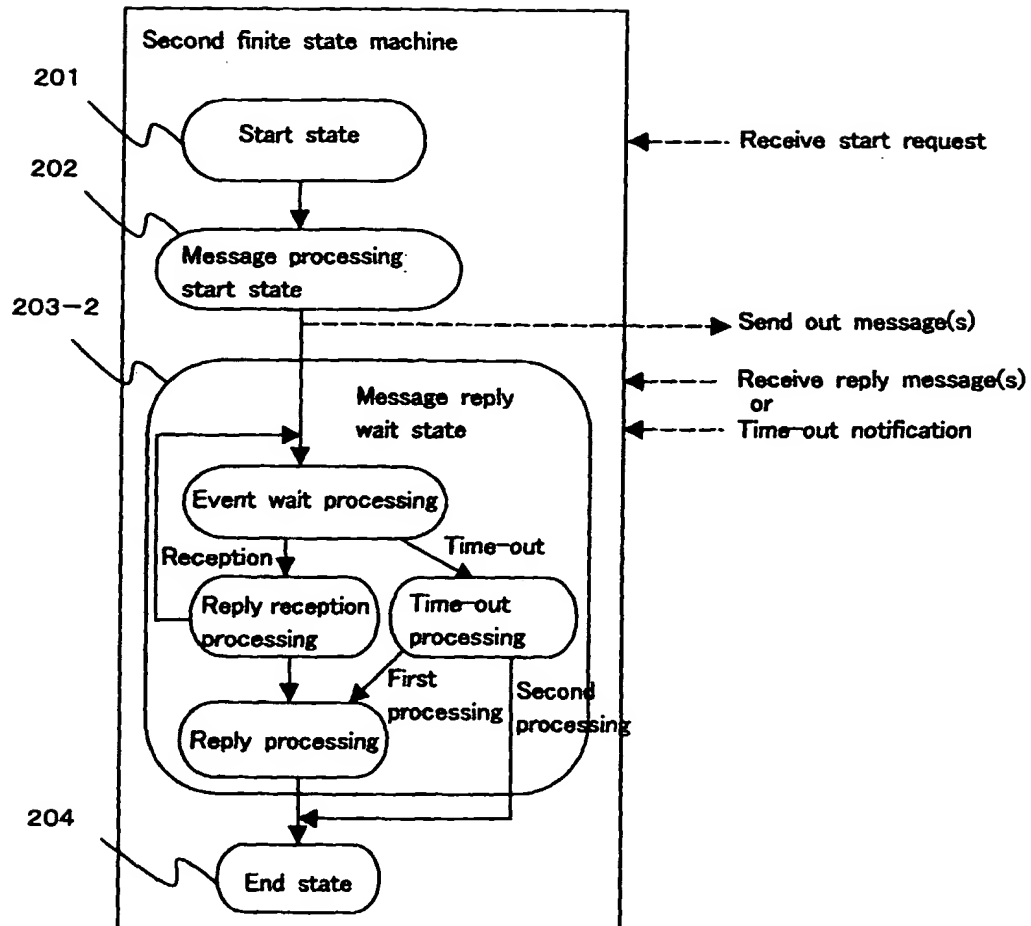 Second finite state machine
201
Start state
Receive start request
202
Message processing
start state
203-2
Send out message(s)
Receive reply message(s)
or
Time-out notification
Message reply
wait state
Event wait processing
Reception
Time-out
Reply reception
processing
Time-out
processing
First
processing
Second
processing
Reply processing
204
End state